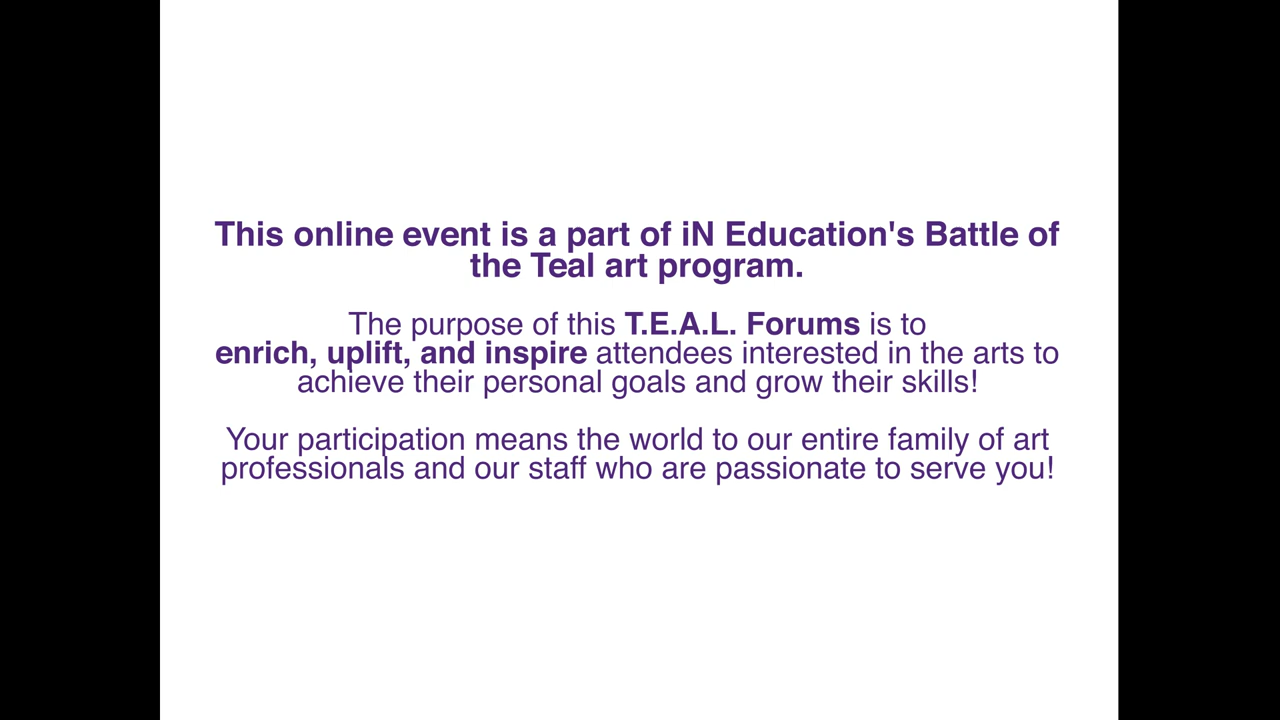 This online event is a part of iN Education's Battle of
the Teal art program.
The purpose of this T.E.A.L. Forums is to
enrich, uplift, and inspire attendees interested in the arts to
achieve their personal goals and grow their skills!
Your participation means the world to our entire family of art
professionals and our staff who are passionate to serve you!